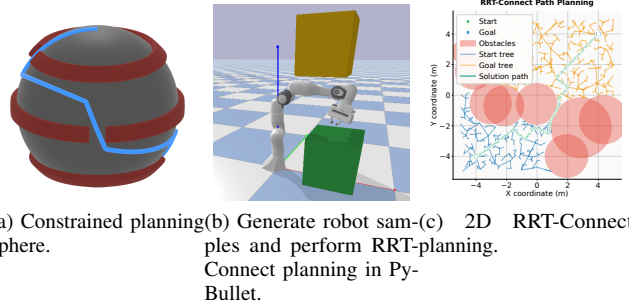 RRT-Connect Path Planning
Start
Goal
Obstacles
Start tree
Goal tree
Solution path
Y coordinate (m)
4
2
0
−2
−4
−4 −2 0 2 4
X coordinate (m)
a) Constrained planning
phere.
(b) Generate robot sam-
ples and perform RRT-
Connect planning in Py-
Bullet.
(c) 2D RRT-Connect
planning.